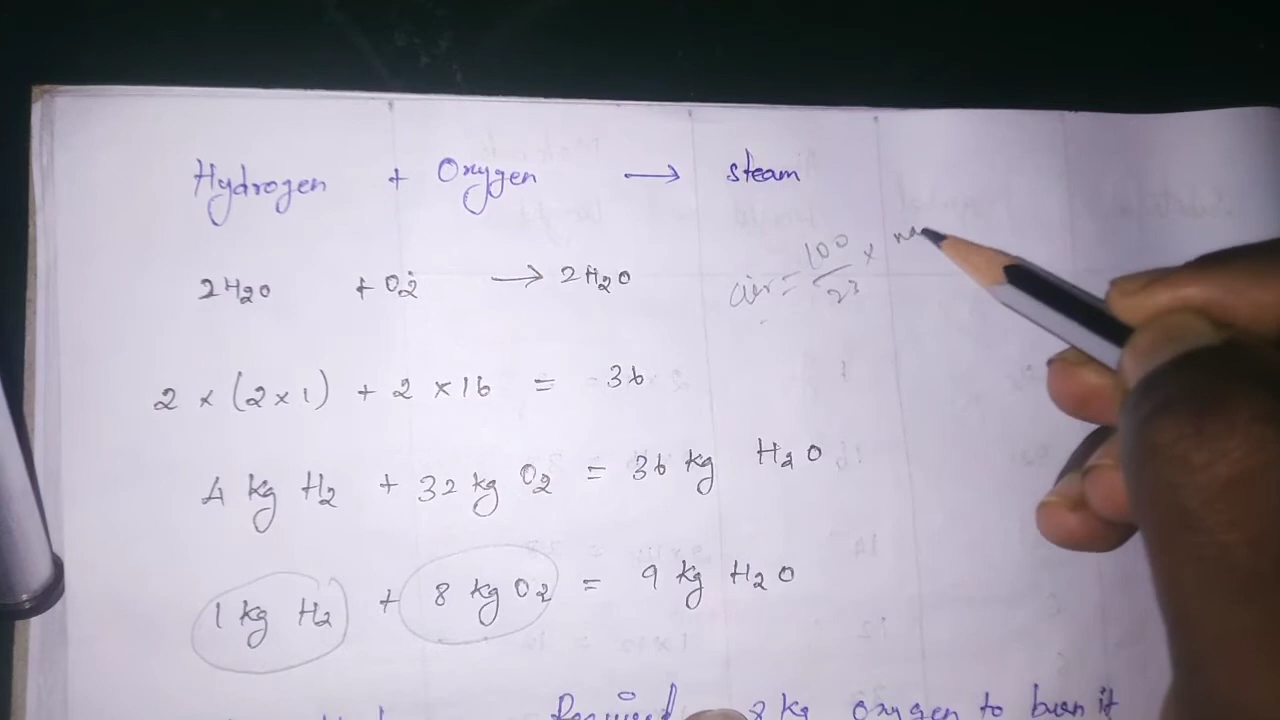 Hydrogen + Oxygen → steam
2H2O + O2 → 2H2O
air = 100/23 ×
2 × (2×1) + 2 × 16 = 36
4 kg H2 + 32 kg O2 = 36 kg H2O
1 kg H2 + 8 kg O2 = 9 kg H2O
Required 8 kg oxygen to burn it